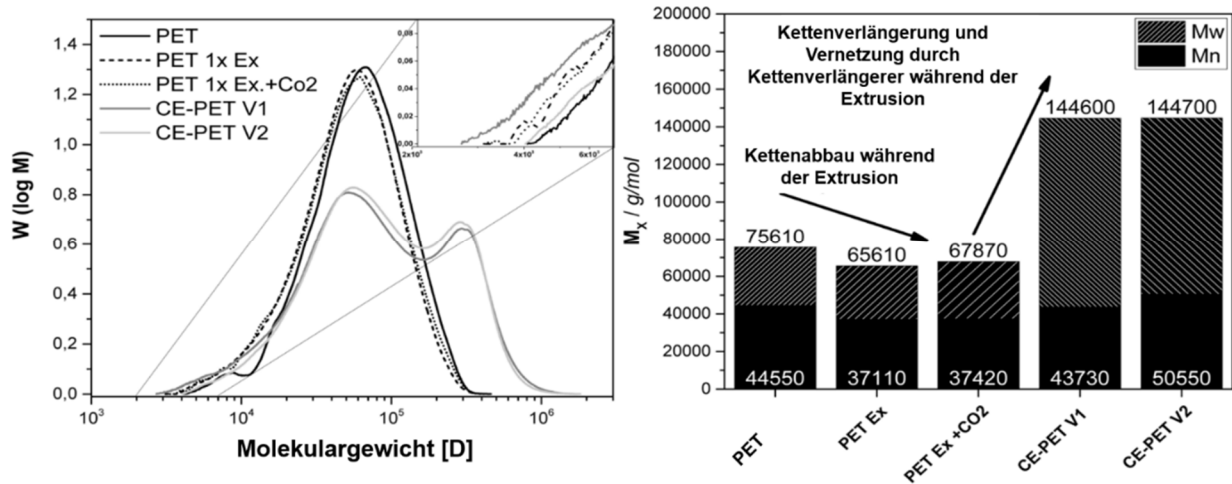 1,4
1,2
1,0
0,8
0,6
0,4
0,2
0,0
W (log M)
PET
PET 1x Ex
PET 1x Ex.+Co2
CE-PET V1
CE-PET V2
0,08
0,06
0,04
0,02
0,00
10³
10⁴
10⁵
10⁶
Molekulargewicht [D]
200000
180000
160000
140000
120000
100000
80000
60000
40000
20000
0
Mx / g/mol
Kettenverlängerung und
Vernetzung durch
Kettenverlängerer während der
Extrusion
Mw
Mn
Kettenabbau während
der Extrusion
75610
65610
67870
144600
144700
44550
37110
37420
43730
50550
PET
PET Ex
PET Ex +CO2
CE-PET V1
CE-PET V2